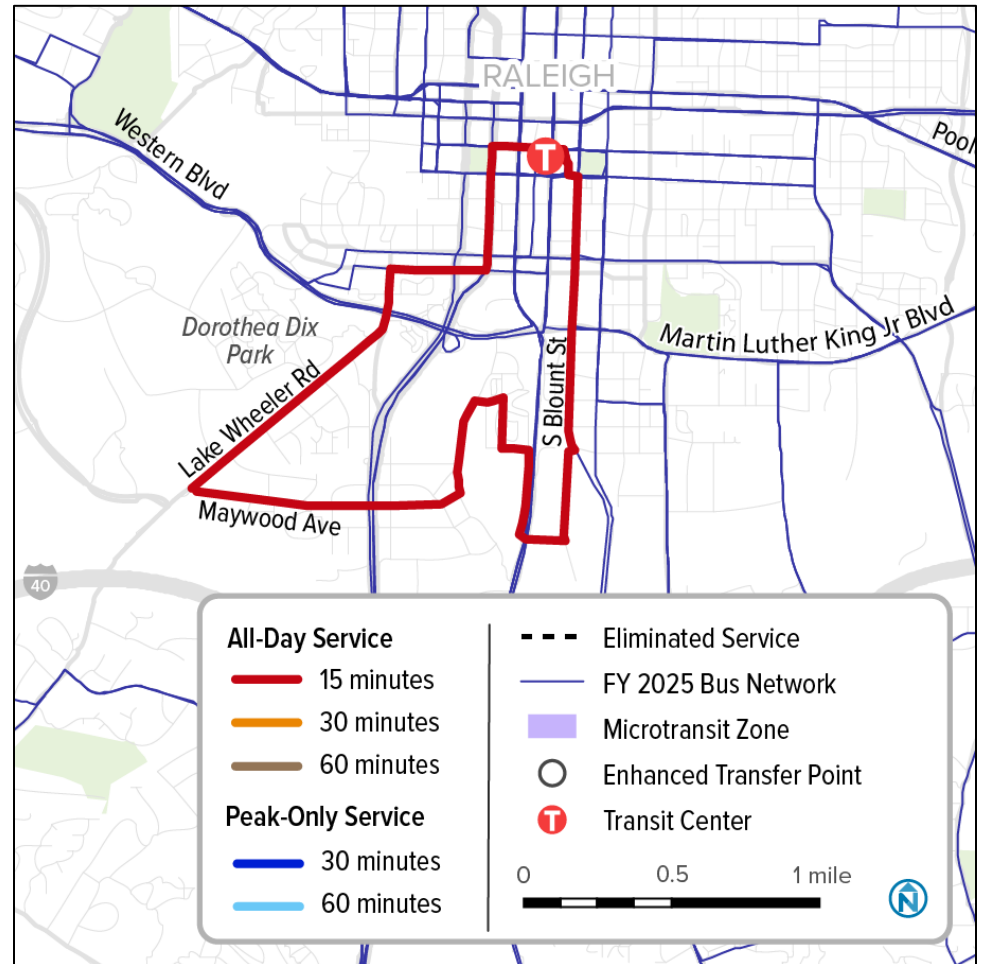 RALEIGH
T
Pool
Western Blvd
Dorothea Dix
Park
Martin Luther King Jr Blvd
Lake Wheeler Rd
S Blount St
Maywood Ave
40
All-Day Service
15 minutes
30 minutes
60 minutes
Peak-Only Service
30 minutes
60 minutes
Eliminated Service
FY 2025 Bus Network
Microtransit Zone
Enhanced Transfer Point
T
Transit Center
0 0.5 1 mile
N